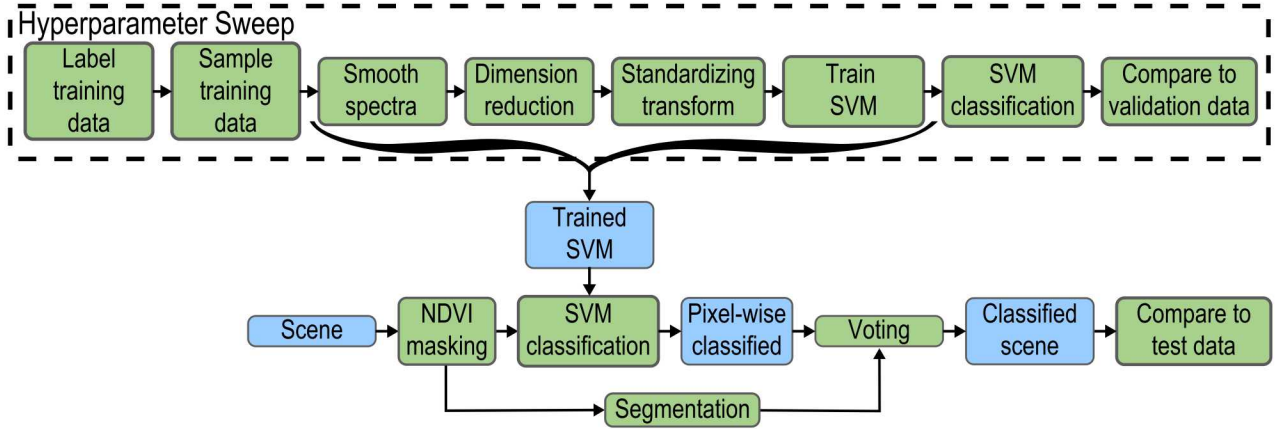 Hyperparameter Sweep
Label
training
data
Sample
training
data
Smooth
spectra
Dimension
reduction
Standardizing
transform
Train
SVM
SVM
classification
Compare to
validation data
Trained
SVM
Scene
NDVI
masking
SVM
classification
Pixel-wise
classified
Voting
Classified
scene
Compare to
test data
Segmentation